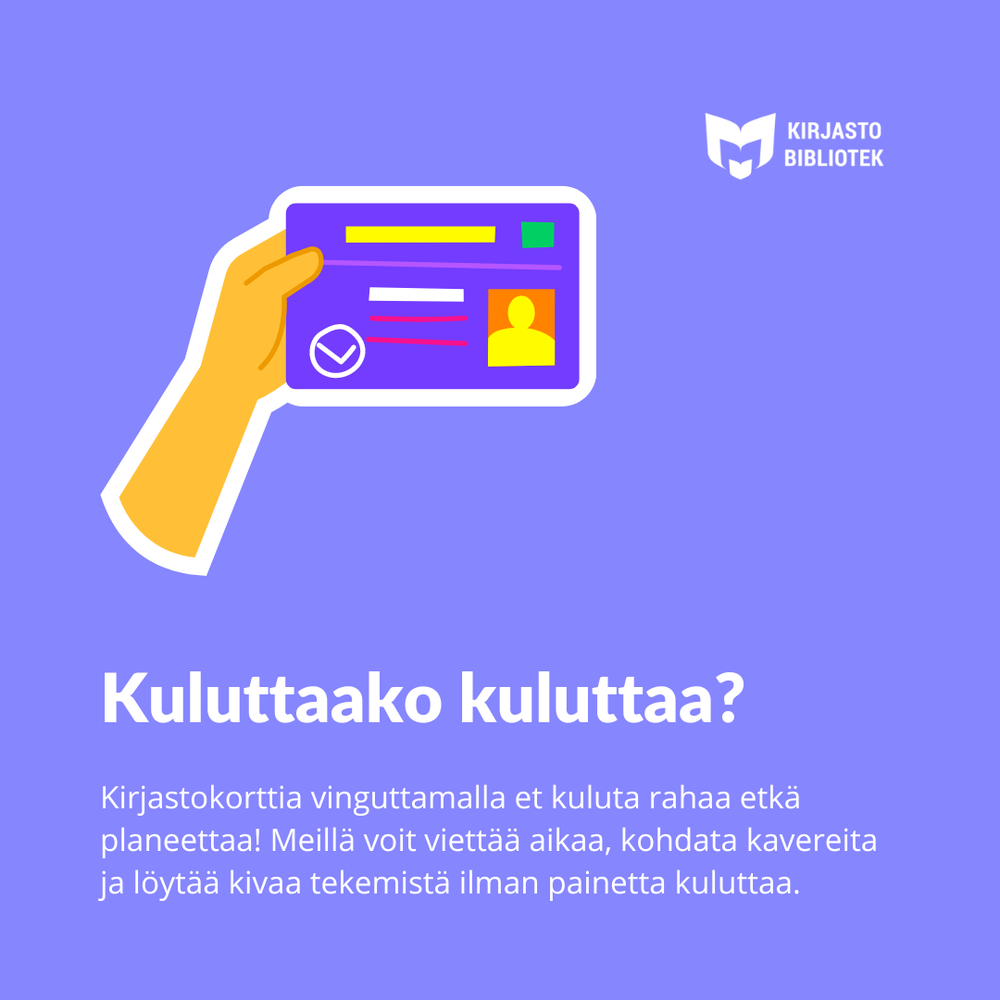 KIRJASTO
BIBLIOTEK
Kuluttaako kuluttaa?
Kirjastokorttia vinguttamalla et kuluta rahaa etkä
planeettaa! Meillä voit viettää aikaa, kohdata kavereita
ja löytää kivaa tekemistä ilman painetta kuluttaa.